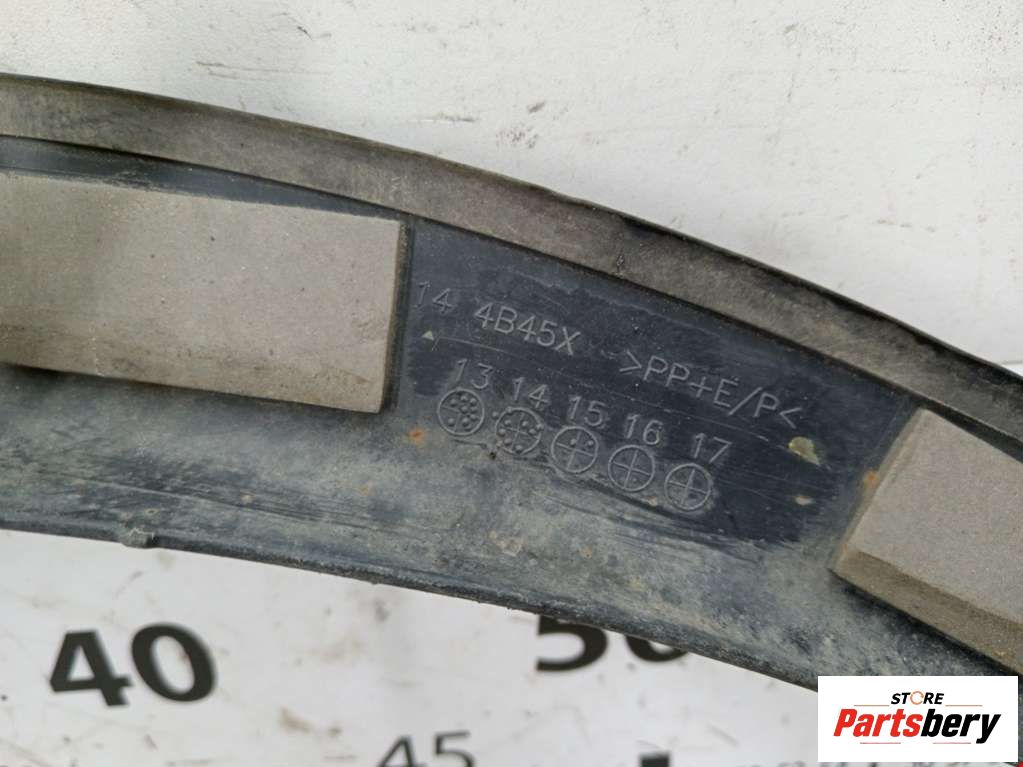 14 4B45X >PP+E/P<
13 14 15 16 17
40 50
45
STORE
Partsbery